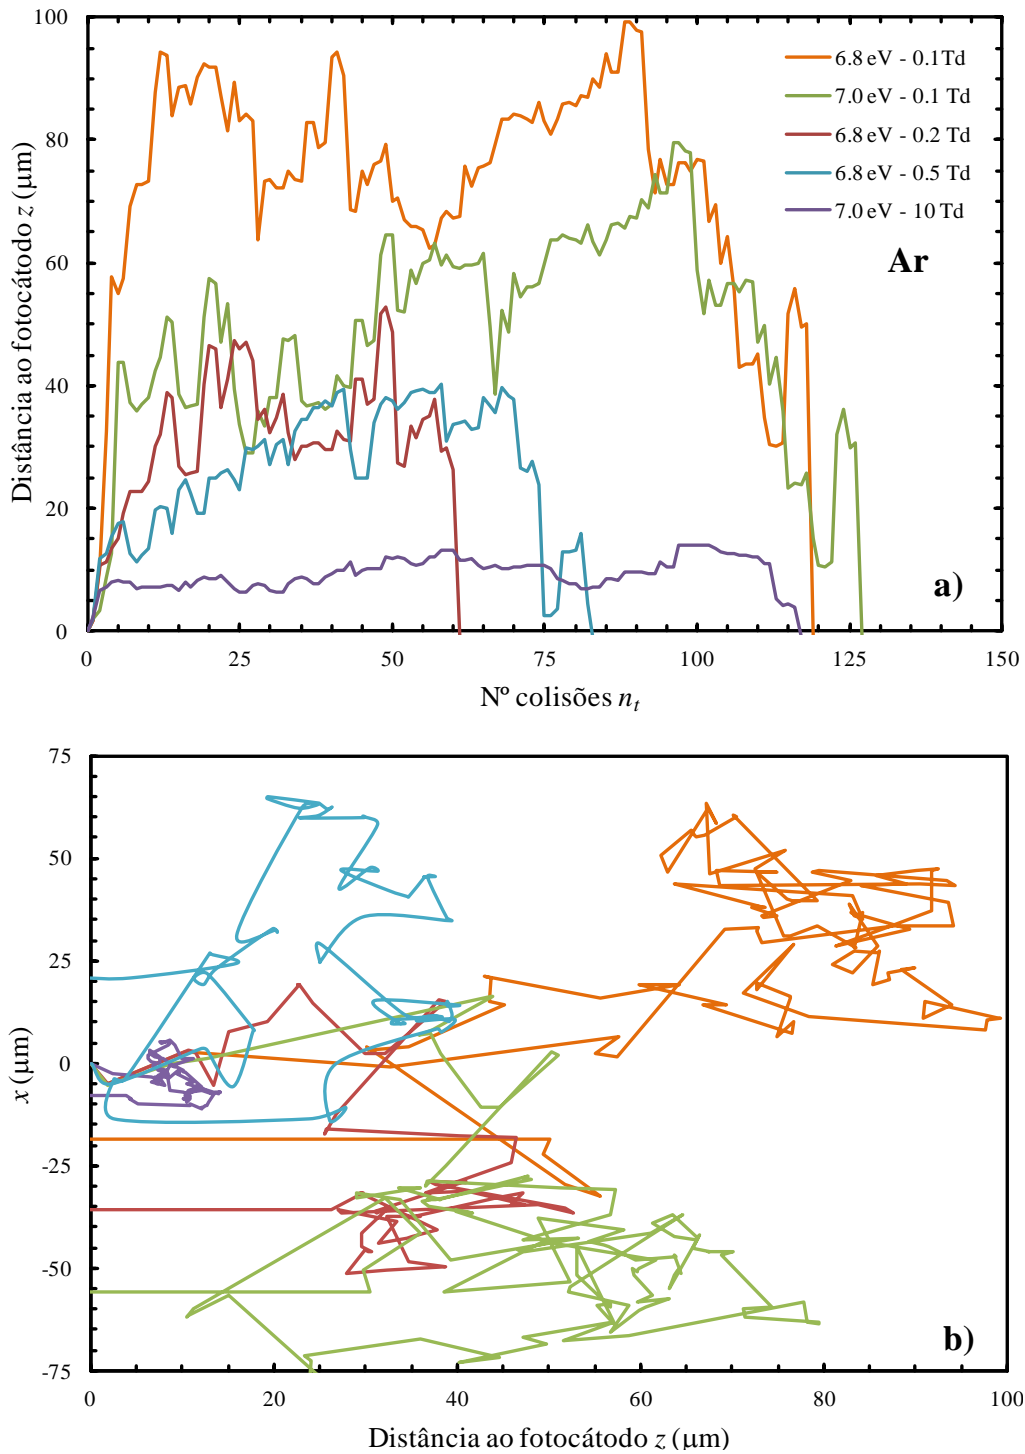 100
80
60
40
20
0
Distância ao fotocátodo z (µm)
6.8 eV - 0.1 Td
7.0 eV - 0.1 Td
6.8 eV - 0.2 Td
6.8 eV - 0.5 Td
7.0 eV - 10 Td
Ar
a)
0 25 50 75 100 125 150
Nº colisões nt
75
50
25
0
-25
-50
-75
x (µm)
b)
0 20 40 60 80 100
Distância ao fotocátodo z (µm)